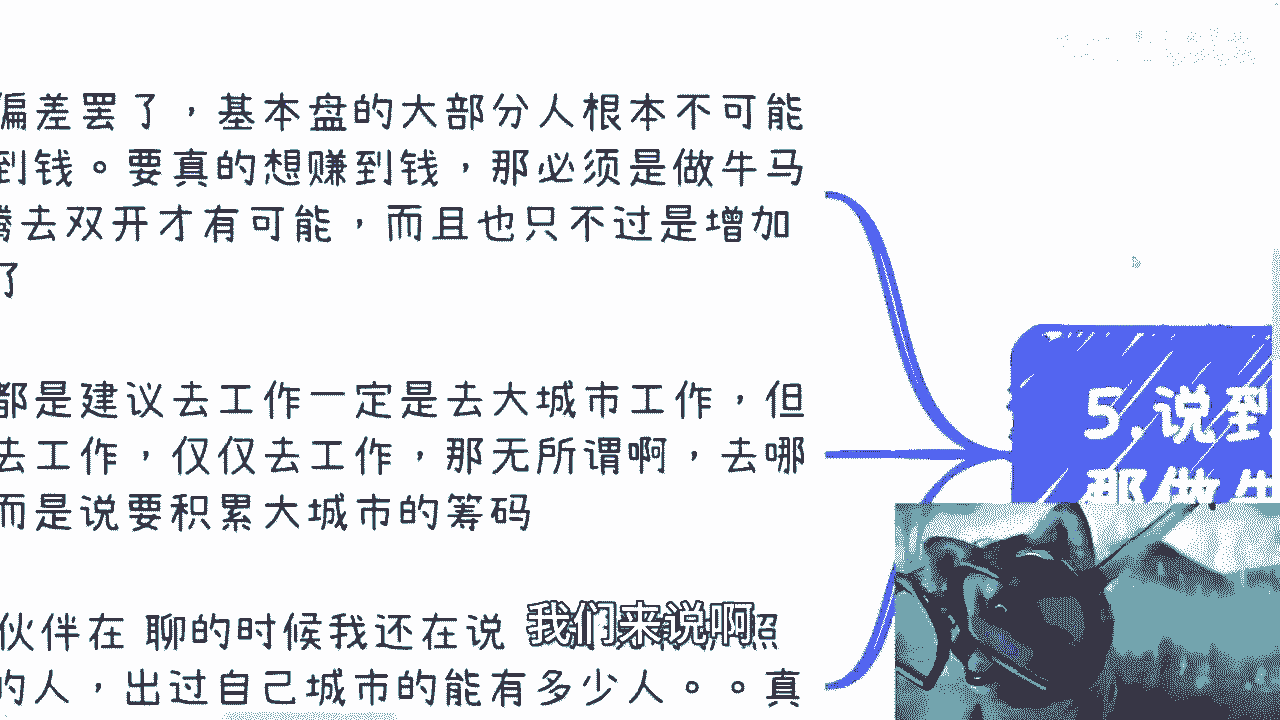 偏差罢了，基本盘的大部分人根本不可能
到钱。要真的想赚到钱，那必须是做牛马
腾去双开才有可能，而且也只不过是增加
了
都是建议去工作一定是去大城市工作，但
去工作，仅仅去工作，那无所谓啊，去哪
而是说要积累大城市的筹码
伙伴在 聊的时候我还在说
照
的人，出过自己城市的能有多少人。。真
5.说到
那做牛
我们来说啊